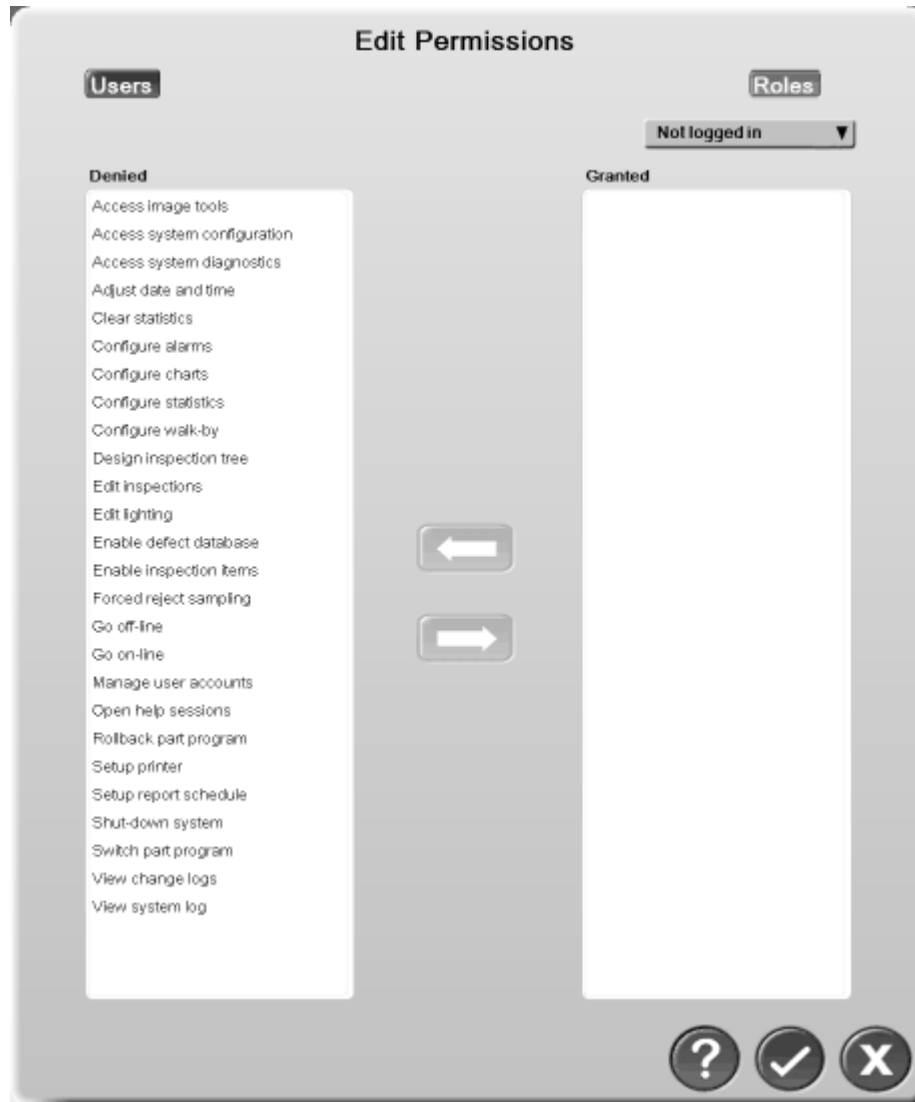 Edit Permissions
Users
Roles
Not logged in
Denied
Granted
Access image tools
Access system configuration
Access system diagnostics
Adjust date and time
Clear statistics
Configure alarms
Configure charts
Configure statistics
Configure walk-by
Design inspection tree
Edit inspections
Edit lighting
Enable defect database
Enable inspection items
Forced reject sampling
Go off-line
Go on-line
Manage user accounts
Open help sessions
Rollback part program
Setup printer
Setup report schedule
Shut-down system
Switch part program
View change logs
View system log